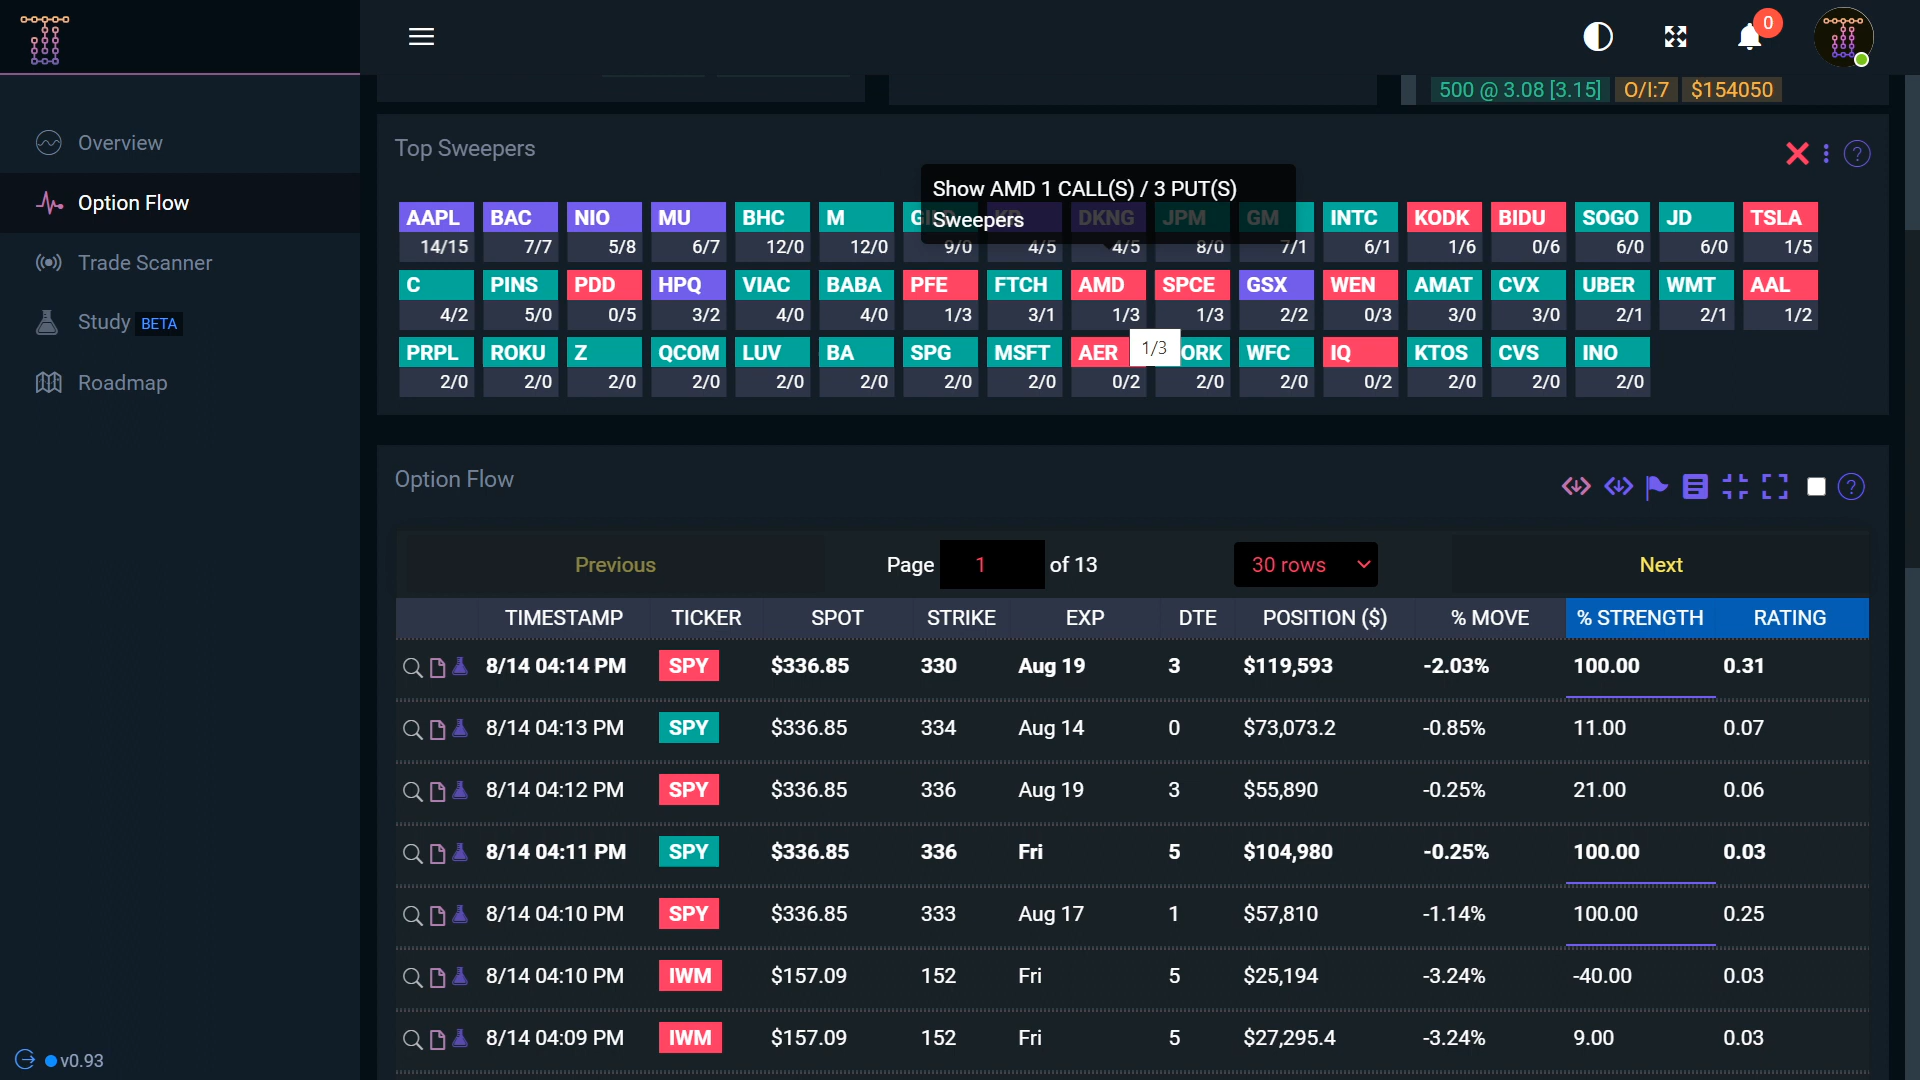 0
500 @ 3.08 [3.15] O/I:7 $154050
Overview
Option Flow
Trade Scanner
Study BETA
Roadmap
v0.93
Top Sweepers
Show AMD 1 CALL(S) / 3 PUT(S)
Sweepers
AAPL BAC NIO MU BHC M DKNG JPM GM INTC KODK BIDU SOGO JD TSLA
14/15 7/7 5/8 6/7 12/0 12/0 9/0 4/5 4/5 8/0 7/1 6/1 1/6 0/6 6/0 6/0 1/5
C PINS PDD HPQ VIAC BABA PFE FTCH AMD SPCE GSX WEN AMAT CVX UBER WMT AAL
4/2 5/0 0/5 3/2 4/0 4/0 1/3 3/1 1/3 1/3 2/2 0/3 3/0 3/0 2/1 2/1 1/2
1/3
PRPL ROKU Z QCOM LUV BA SPG MSFT AER ORK WFC IQ KTOS CVS INO
2/0 2/0 2/0 2/0 2/0 2/0 2/0 2/0 0/2 2/0 2/0 0/2 2/0 2/0 2/0
Option Flow
Previous Page 1 of 13 30 rows Next
TIMESTAMP TICKER SPOT STRIKE EXP DTE POSITION ($) % MOVE % STRENGTH RATING
8/14 04:14 PM SPY $336.85 330 Aug 19 3 $119,593 -2.03% 100.00 0.31
8/14 04:13 PM SPY $336.85 334 Aug 14 0 $73,073.2 -0.85% 11.00 0.07
8/14 04:12 PM SPY $336.85 336 Aug 19 3 $55,890 -0.25% 21.00 0.06
8/14 04:11 PM SPY $336.85 336 Fri 5 $104,980 -0.25% 100.00 0.03
8/14 04:10 PM SPY $336.85 333 Aug 17 1 $57,810 -1.14% 100.00 0.25
8/14 04:10 PM IWM $157.09 152 Fri 5 $25,194 -3.24% -40.00 0.03
8/14 04:09 PM IWM $157.09 152 Fri 5 $27,295.4 -3.24% 9.00 0.03